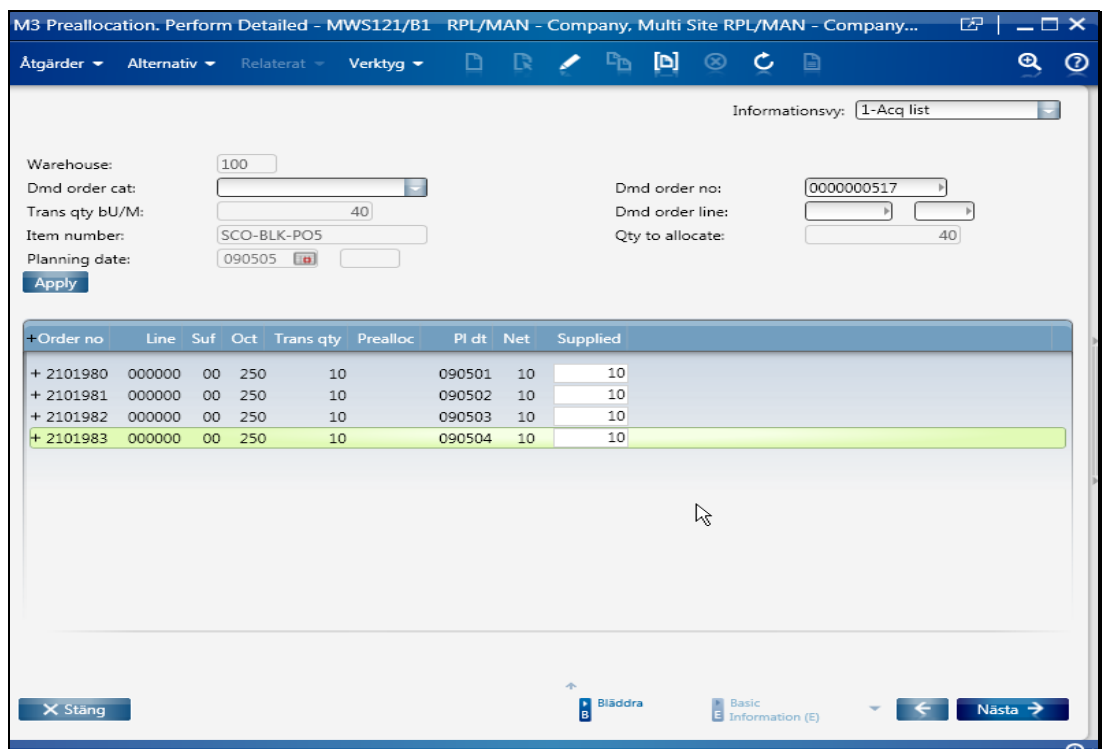 M3 Preallocation. Perform Detailed - MWS121/B1 RPL/MAN - Company, Multi Site RPL/MAN - Company...
Åtgärder Alternativ Relaterat Verktyg
Informationsvy: 1-Acq list
Warehouse: 100
Dmd order cat: Dmd order no: 0000000517
Trans qty bU/M: 40 Dmd order line:
Item number: SCO-BLK-PO5 Qty to allocate: 40
Planning date: 090505
Apply
+Order no Line Suf Oct Trans qty Prealloc Pl dt Net Supplied
+ 2101980 000000 00 250 10 090501 10 10
+ 2101981 000000 00 250 10 090502 10 10
+ 2101982 000000 00 250 10 090503 10 10
+ 2101983 000000 00 250 10 090504 10 10
Stäng B Bläddra E Basic Information (E) Nästa